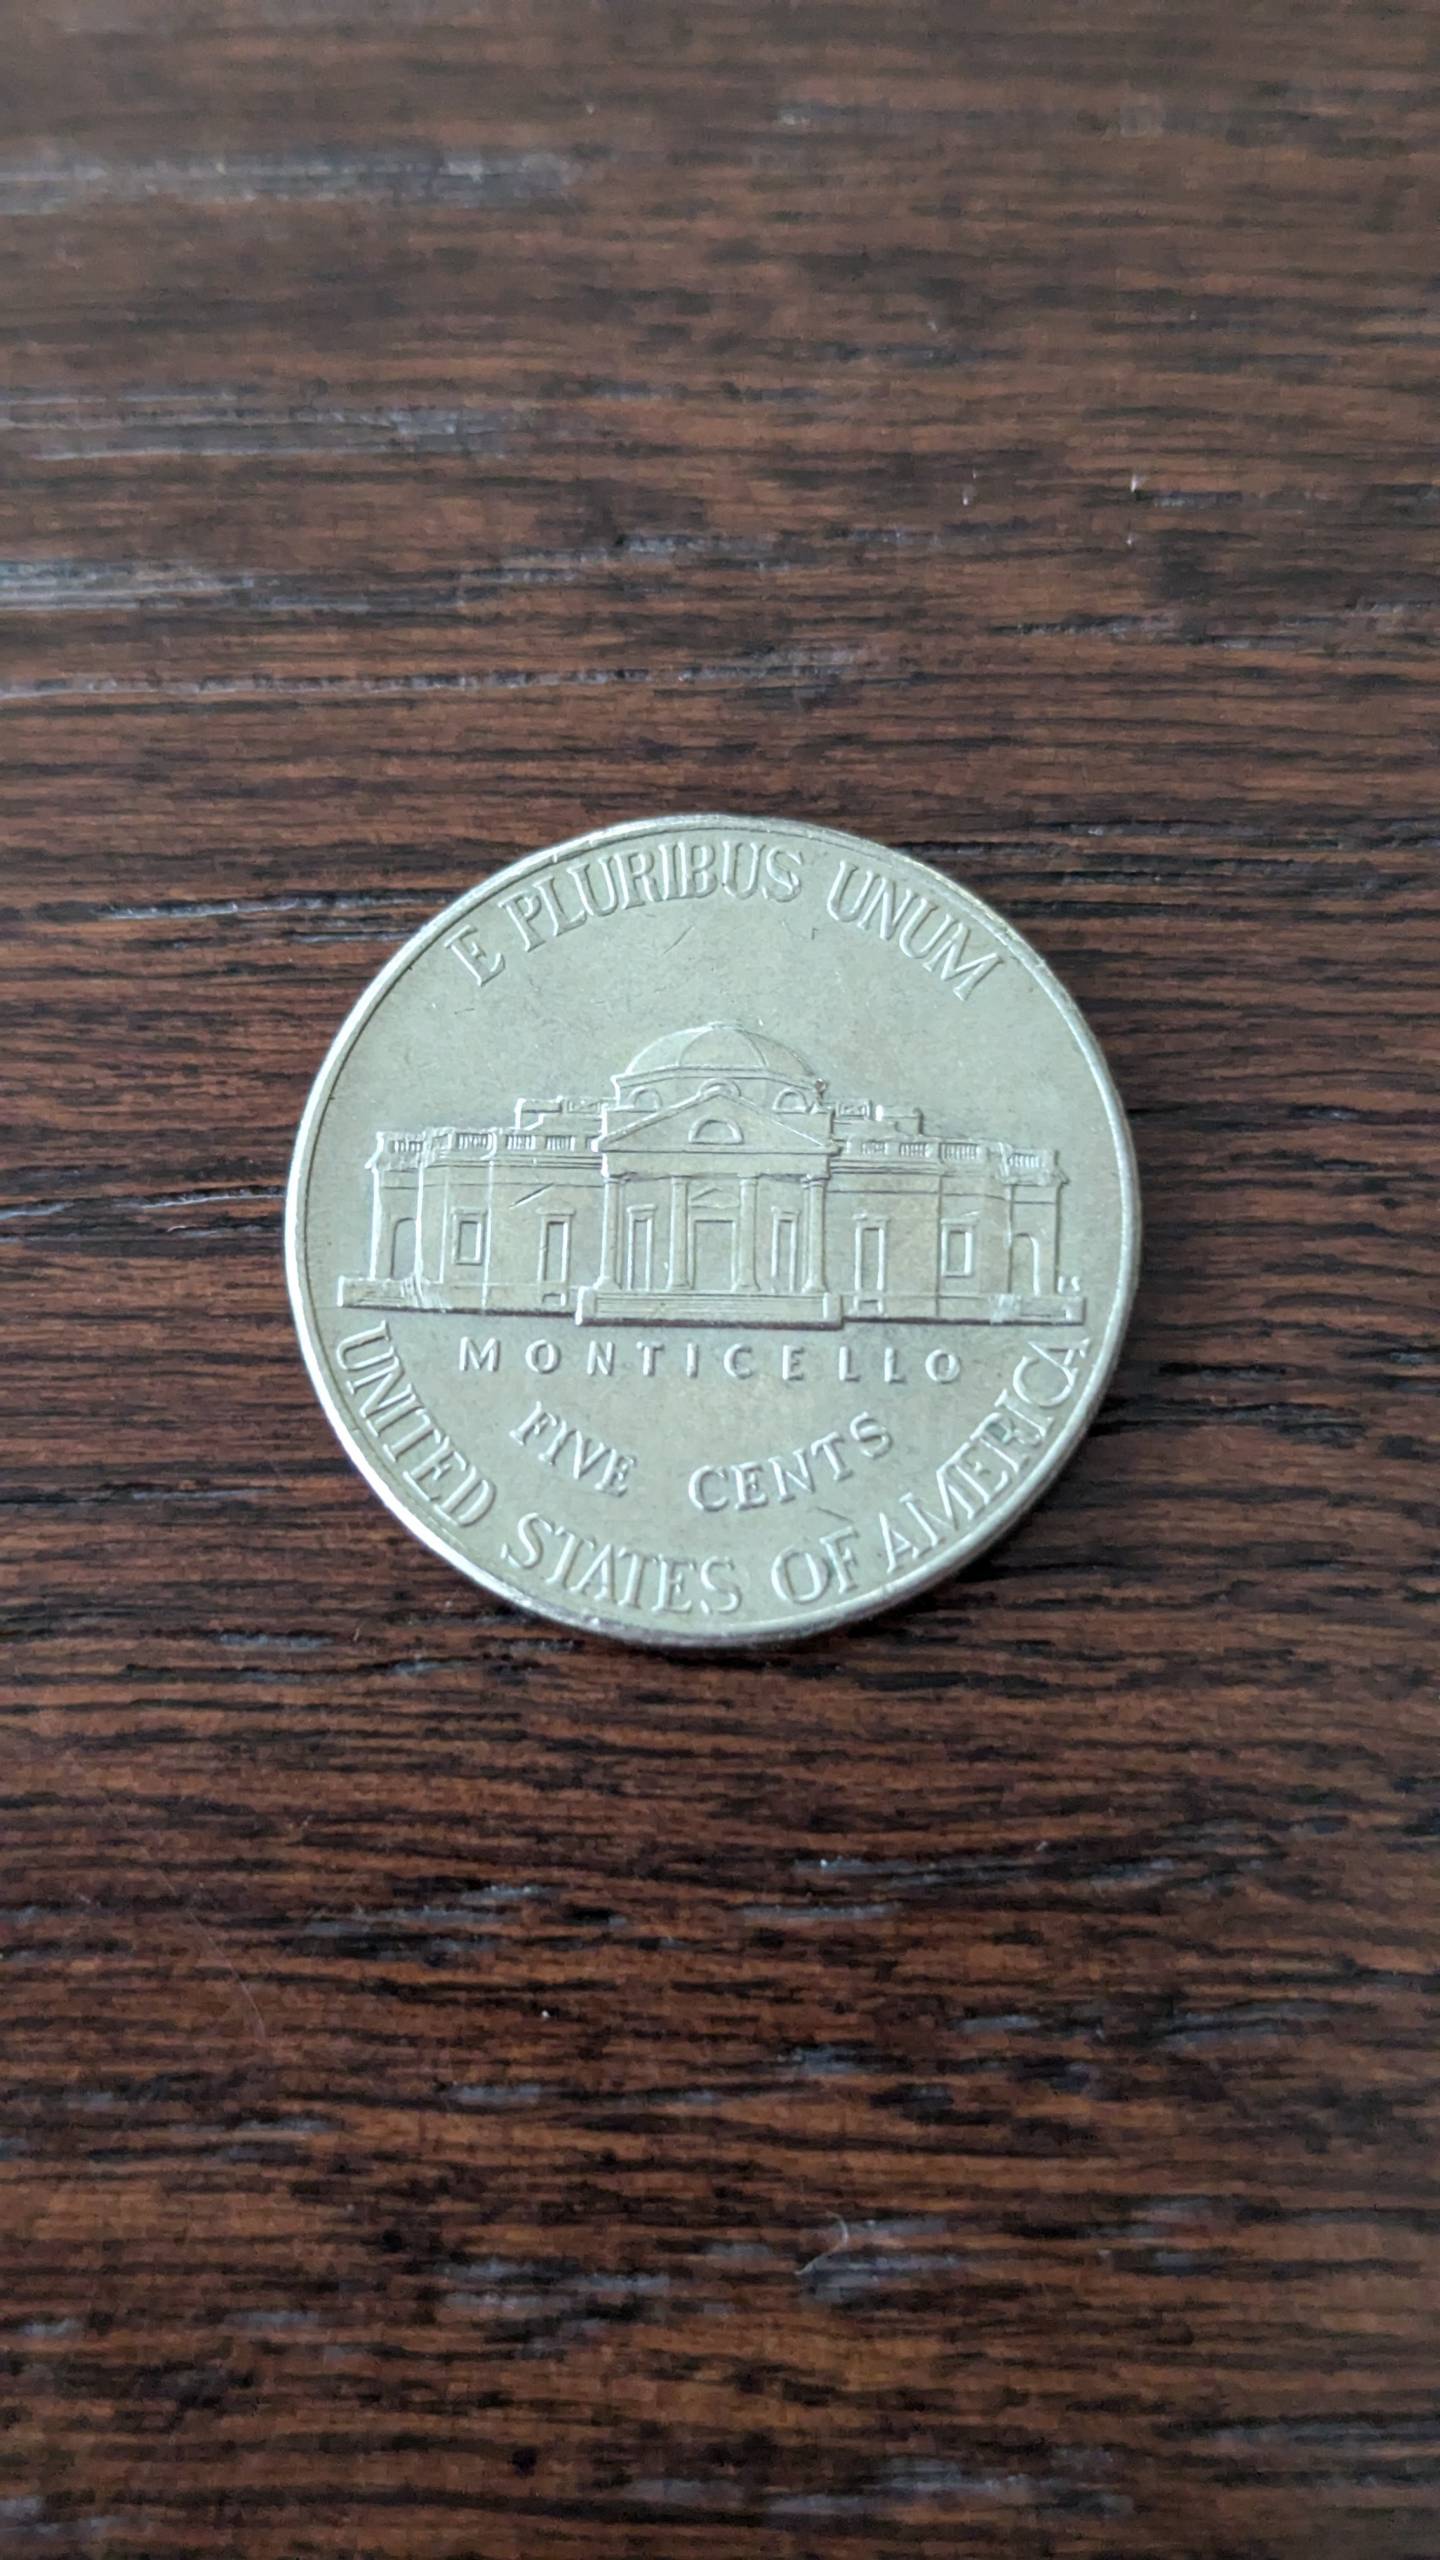 E PLURIBUS UNUM
MONTICELLO
FIVE CENTS
UNITED STATES OF AMERICA